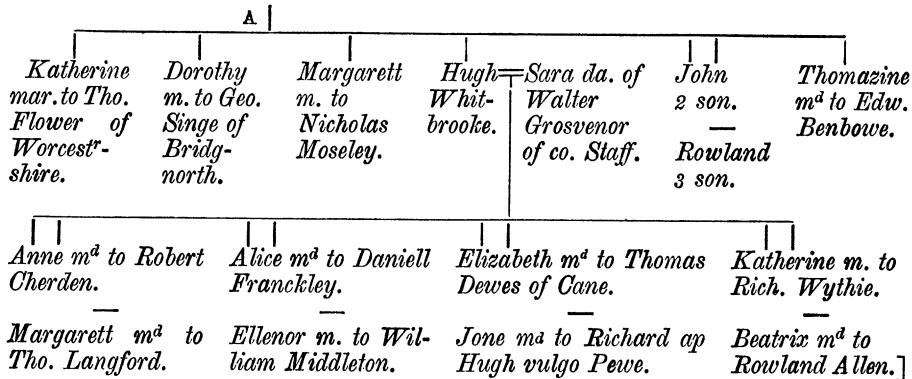 A
Katherine
mar. to Tho.
Flower of
Worcestr-
shire.
Dorothy
m. to Geo.
Singe of
Bridg-
north.
Margarett
m. to
Nicholas
Moseley.
Hugh
Whit-
brooke.
Sara da. of
Walter
Grosvenor
of co. Staff.
John
2 son.
Rowland
3 son.
Thomazine
md to Edw.
Benbowe.
Anne md to Robert
Cherden.
Margarett md to
Tho. Langford.
Alice md to Daniell
Franckley.
Ellenor m. to Wil-
liam Middleton.
Elizabeth md to Thomas
Dewes of Cane.
Jone md to Richard ap
Hugh vulgo Pewe.
Katherine m. to
Rich. Wythie.
Beatrix md to
Rowland Allen.]